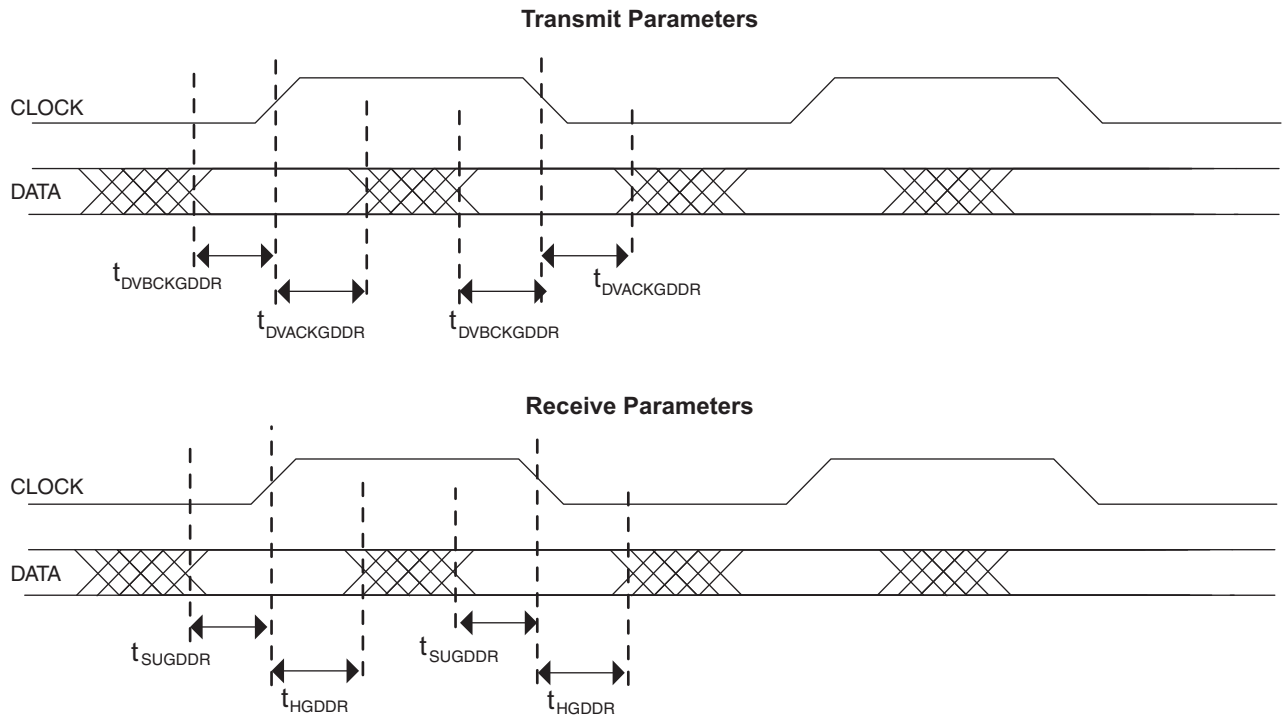 Transmit Parameters
CLOCK
DATA
tDVBCKGDDR
tDVACKGDDR
tDVACKGDDR
tDVBCKGDDR
Receive Parameters
CLOCK
DATA
tSUGDDR
tSUGDDR
tHGDDR
tHGDDR